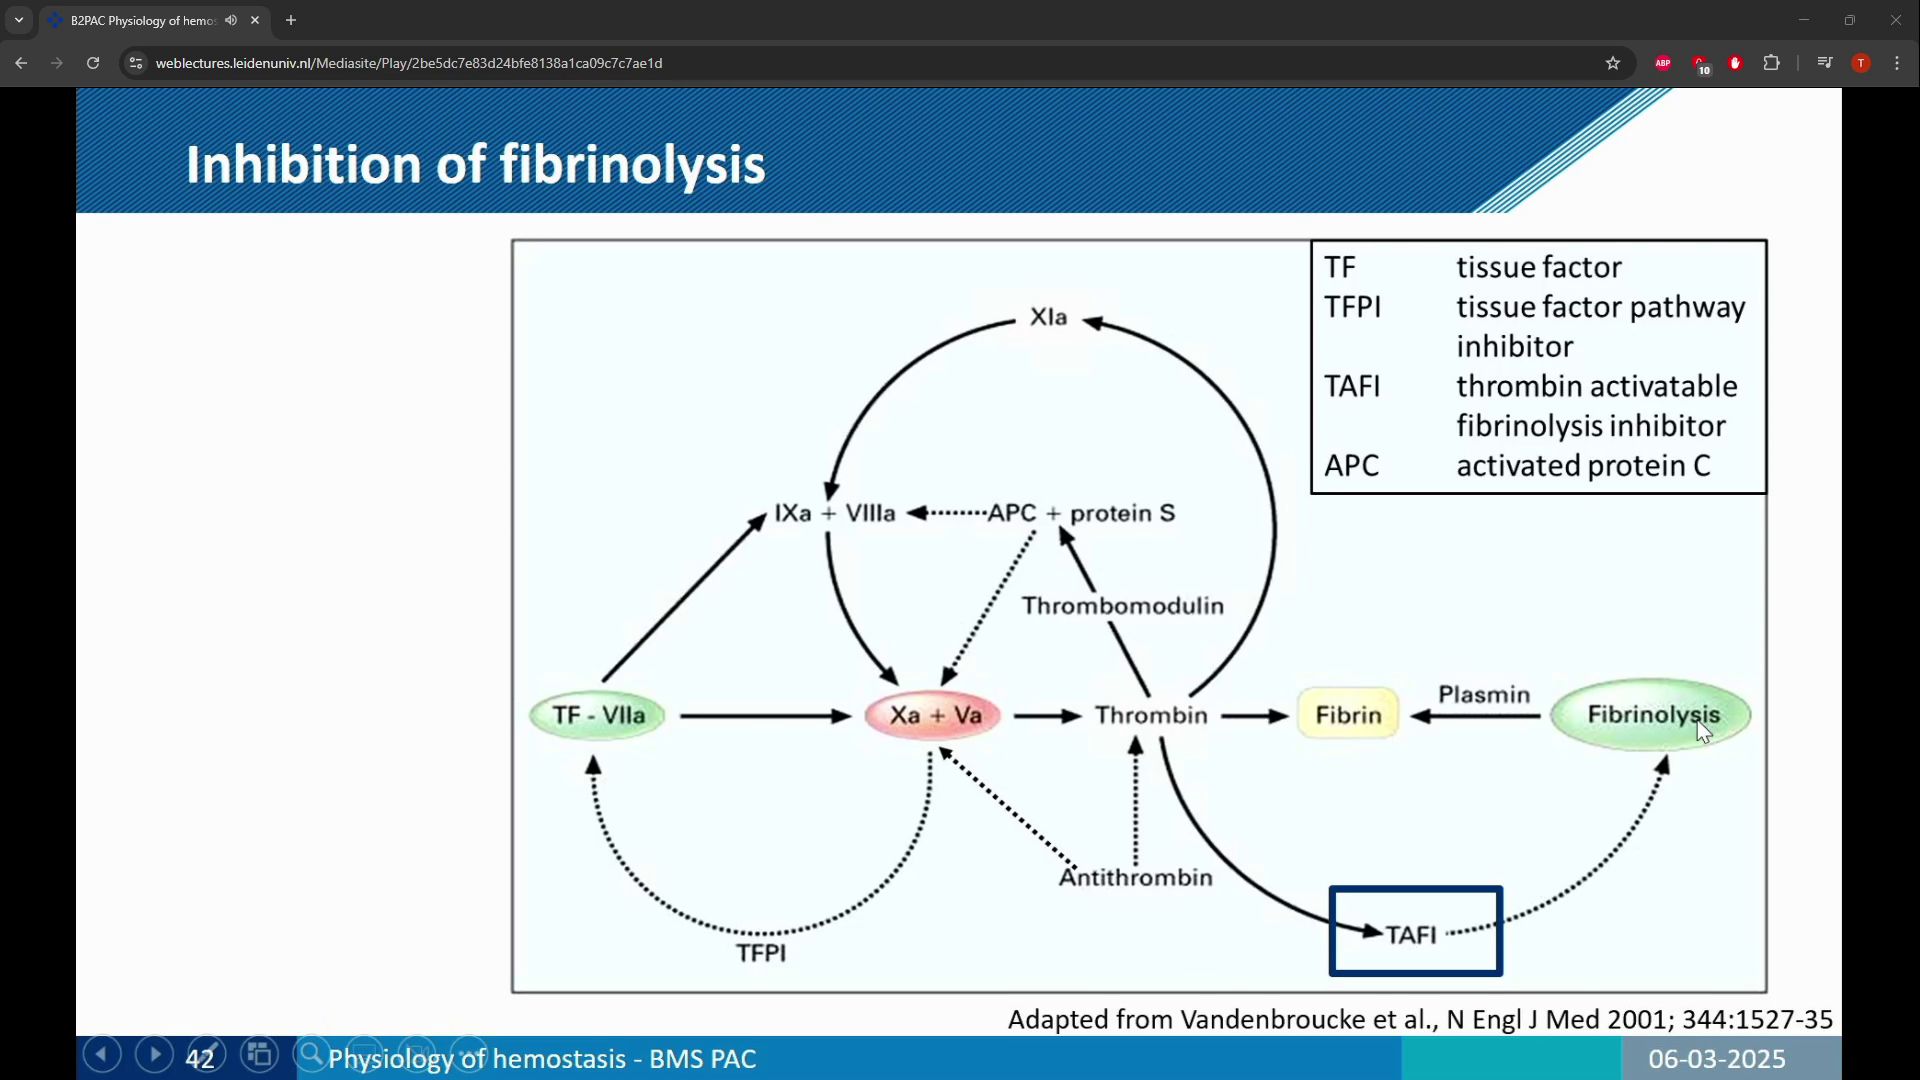 B2PAC Physiology of hemos
weblectures.leidenuniv.nl/Mediasite/Play/2be5dc7e83d24bfe8138a1ca09c7c7ae1d
ABP
10
T
Inhibition of fibrinolysis
TF tissue factor
TFPI tissue factor pathway
inhibitor
TAFI thrombin activatable
fibrinolysis inhibitor
APC activated protein C
XIa
IXa + VIIIa
APC + protein S
Thrombomodulin
TF - VIIa
Xa + Va
Thrombin
Fibrin
Plasmin
Fibrinolysis
Antithrombin
TAFI
TFPI
Adapted from Vandenbroucke et al., N Engl J Med 2001; 344:1527-35
42
Physiology of hemostasis - BMS PAC
06-03-2025